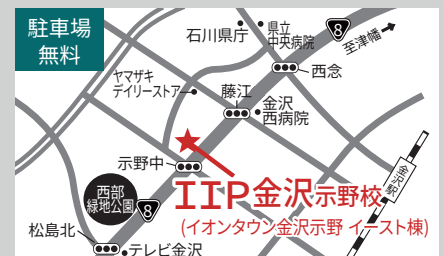 駐車場
無料
石川県庁
県立
中央病院
8
至津幡
西念
ヤマザキ
デイリーストアー
藤江
金沢
西病院
示野中
金沢駅
西部
緑地公園
エエP金沢示野校
(イオンタウン金沢示野 イースト棟)
8
松島北
テレビ金沢